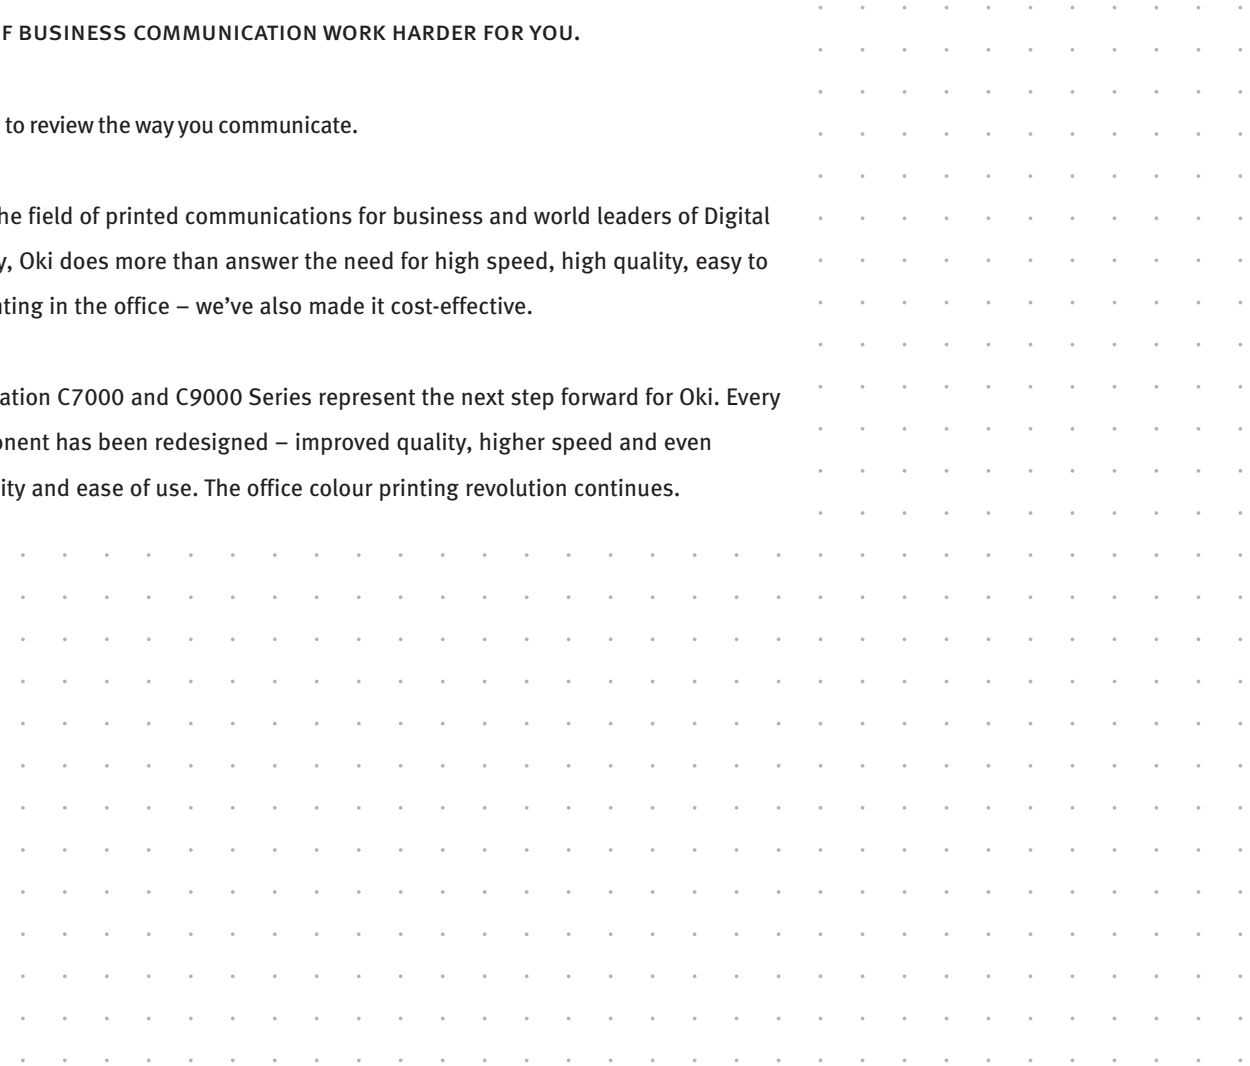 F BUSINESS COMMUNICATION WORK HARDER FOR YOU.
to review the way you communicate.
he field of printed communications for business and world leaders of Digital
y, Oki does more than answer the need for high speed, high quality, easy to
nting in the office – we’ve also made it cost-effective.
ation C7000 and C9000 Series represent the next step forward for Oki. Every
onent has been redesigned – improved quality, higher speed and even
ity and ease of use. The office colour printing revolution continues.